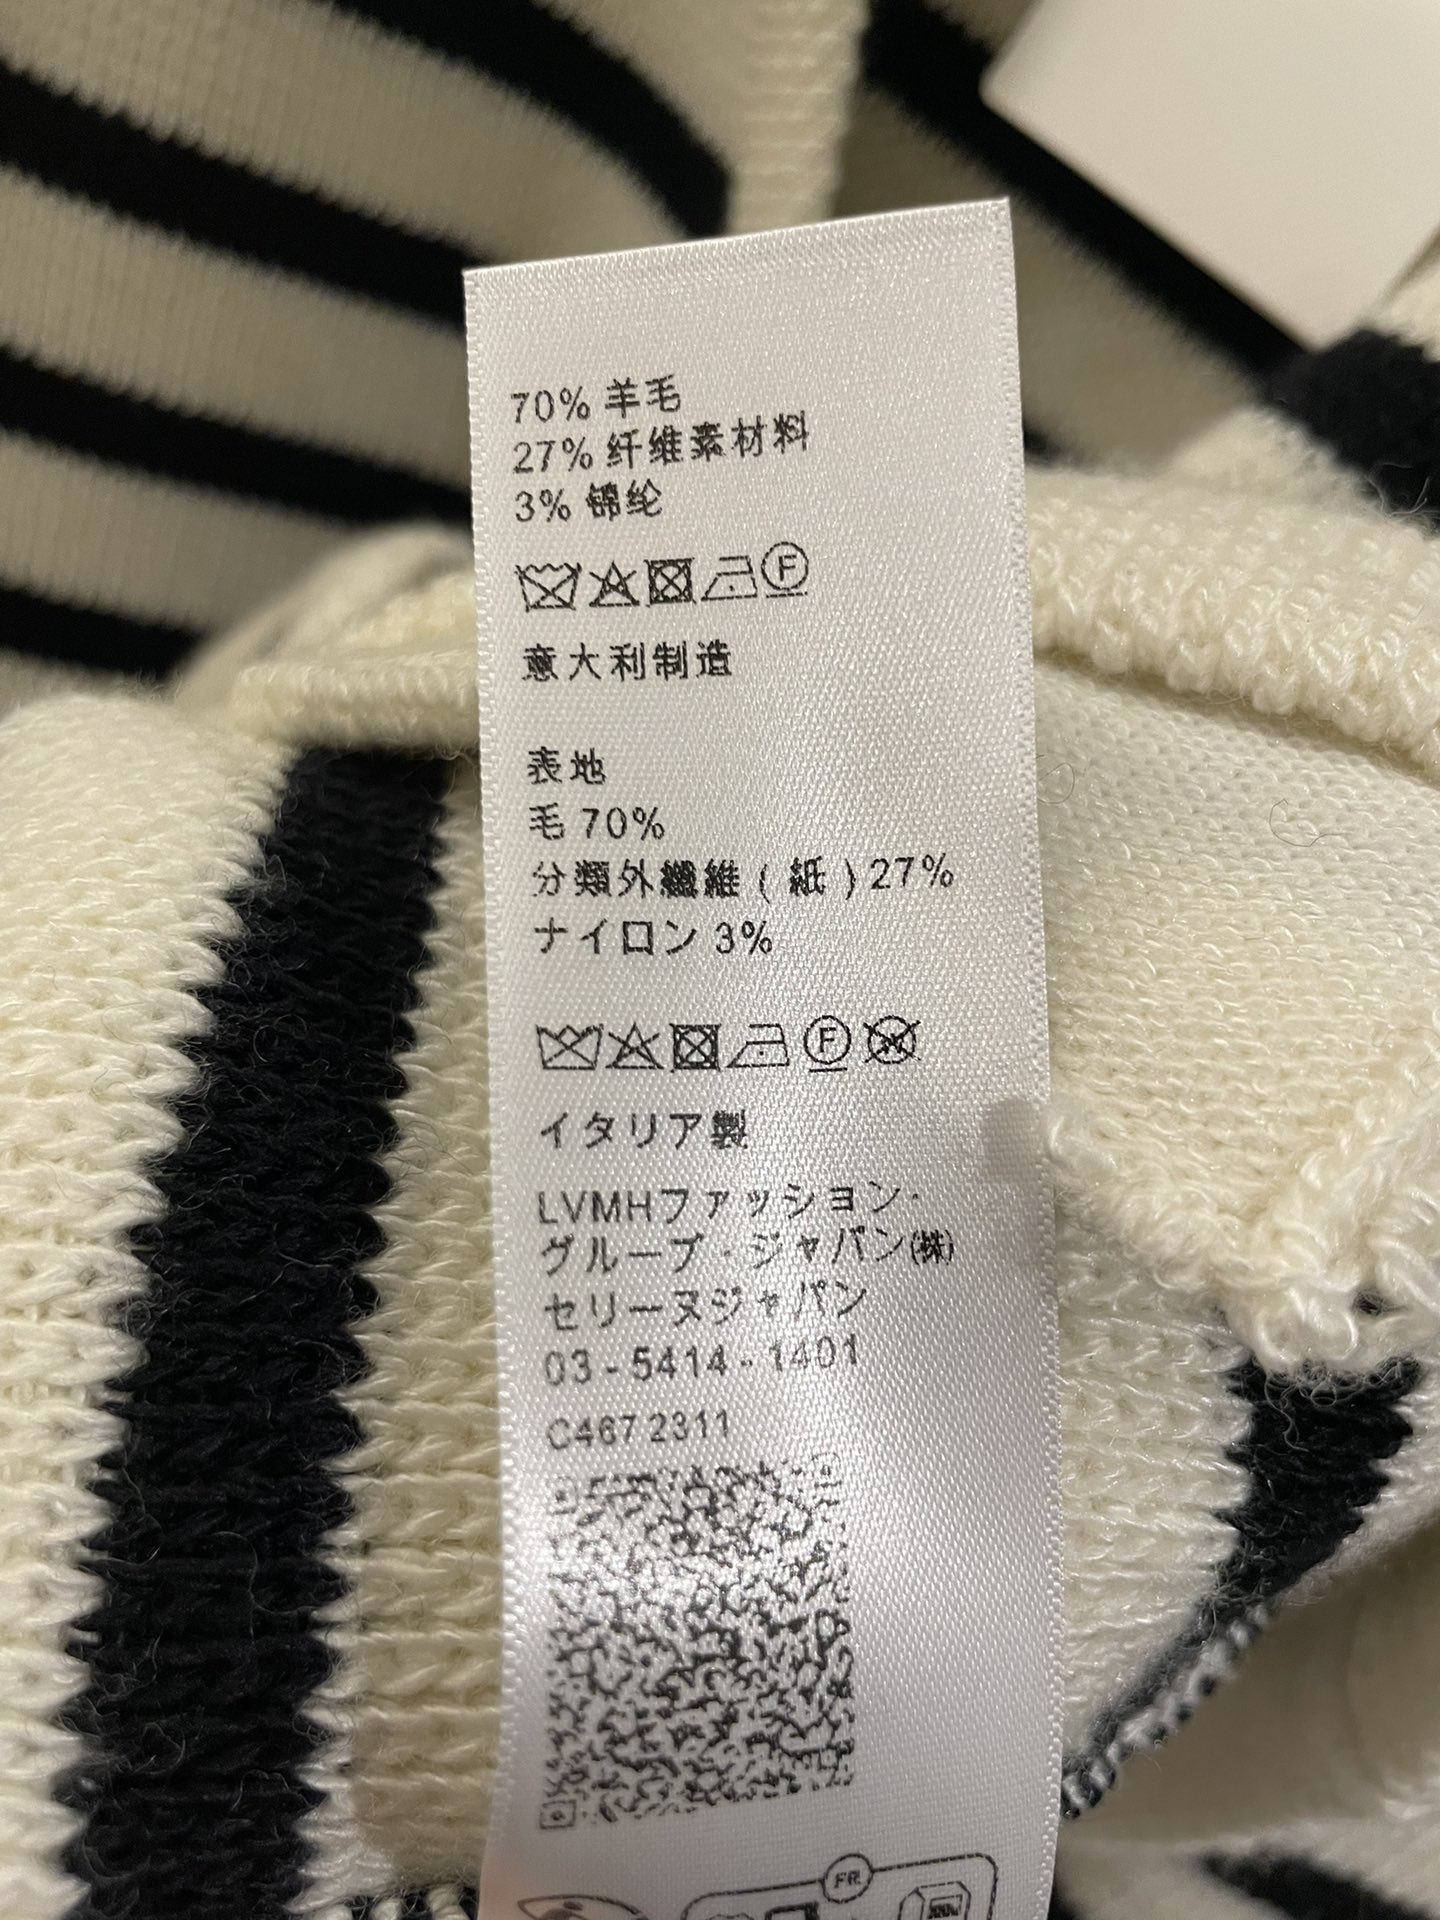 70% 羊毛
27% 纤维素材料
3% 锦纶
F
意大利制造
表地
毛 70%
分類外繊維 ( 紙 ) 27%
ナイロン 3%
F W
イタリア製
LVMHファッション・
グループ・ジャパン(株)
セリーヌジャパン
03 - 5414 - 1401
C467 2311
FR